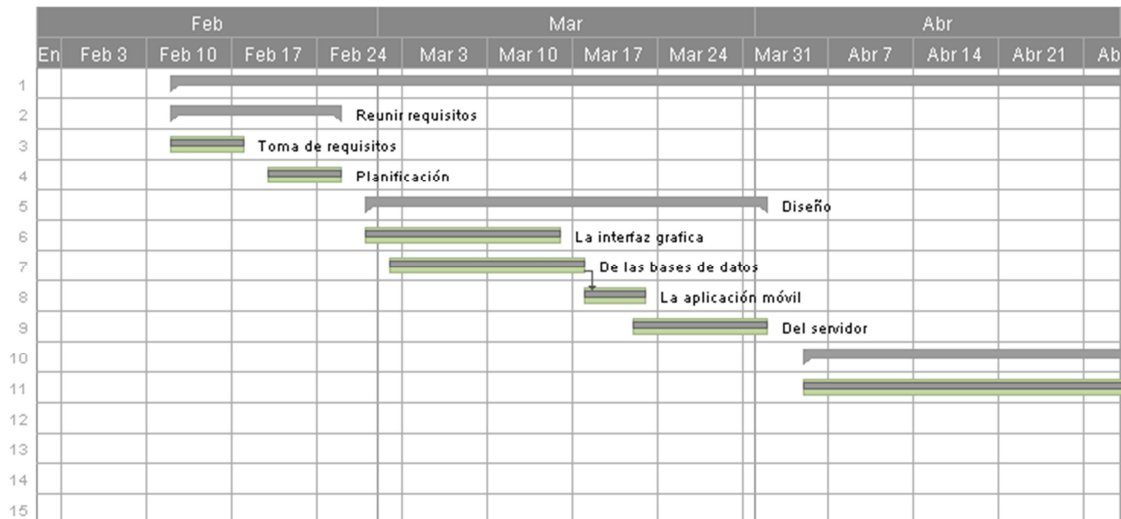 Feb Mar Abr
En Feb 3 Feb 10 Feb 17 Feb 24 Mar 3 Mar 10 Mar 17 Mar 24 Mar 31 Abr 7 Abr 14 Abr 21 Ab
1
2 Reunir requisitos
3 Toma de requisitos
4 Planificación
5 Diseño
6 La interfaz grafica
7 De las bases de datos
8 La aplicación móvil
9 Del servidor
10
11
12
13
14
15